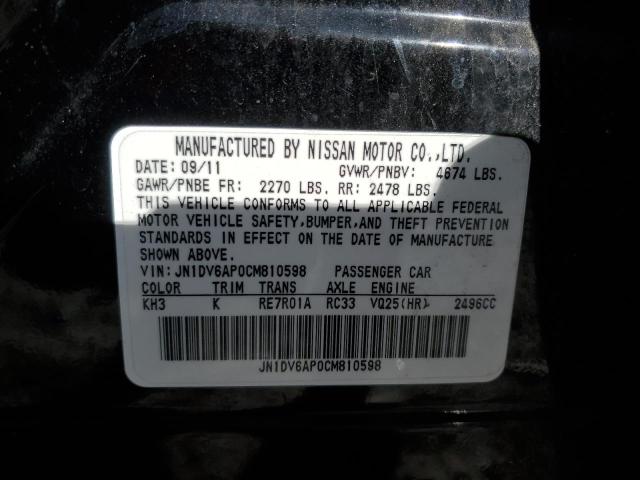 MANUFACTURED BY NISSAN MOTOR CO.,LTD.
DATE: 09/11 GVWR/PNBV: 4674 LBS.
GAWR/PNBE FR: 2270 LBS. RR: 2478 LBS.
THIS VEHICLE CONFORMS TO ALL APPLICABLE FEDERAL
MOTOR VEHICLE SAFETY,BUMPER,AND THEFT PREVENTION
STANDARDS IN EFFECT ON THE DATE OF MANUFACTURE
SHOWN ABOVE.
VIN: JN1DV6AP0CM810598 PASSENGER CAR
COLOR TRIM TRANS AXLE ENGINE
KH3 K RE7R01A RC33 VQ25(HR) 2496CC
JN1DV6AP0CM810598